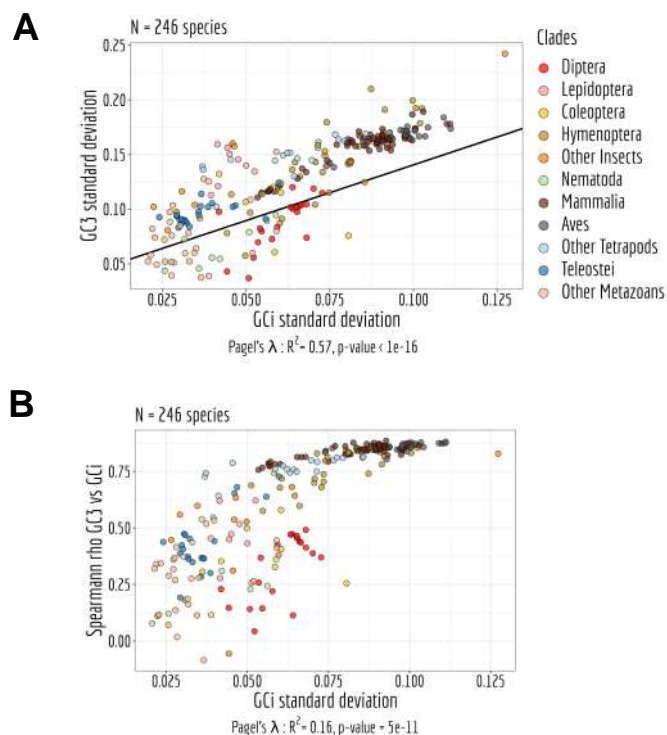 A
N = 246 species
0.25
0.20
0.15
0.10
0.05
GC3 standard deviation
0.025 0.050 0.075 0.100 0.125
GCi standard deviation
Pagel's λ : R²= 0.57, p-value < 1e-16
Clades
Diptera
Lepidoptera
Coleoptera
Hymenoptera
Other Insects
Nematoda
Mammalia
Aves
Other Tetrapods
Teleostei
Other Metazoans
B
N = 246 species
0.75
0.50
0.25
0.00
Spearmann rho GC3 vs GCi
0.025 0.050 0.075 0.100 0.125
GCi standard deviation
Pagel's λ : R²= 0.16, p-value = 5e-11